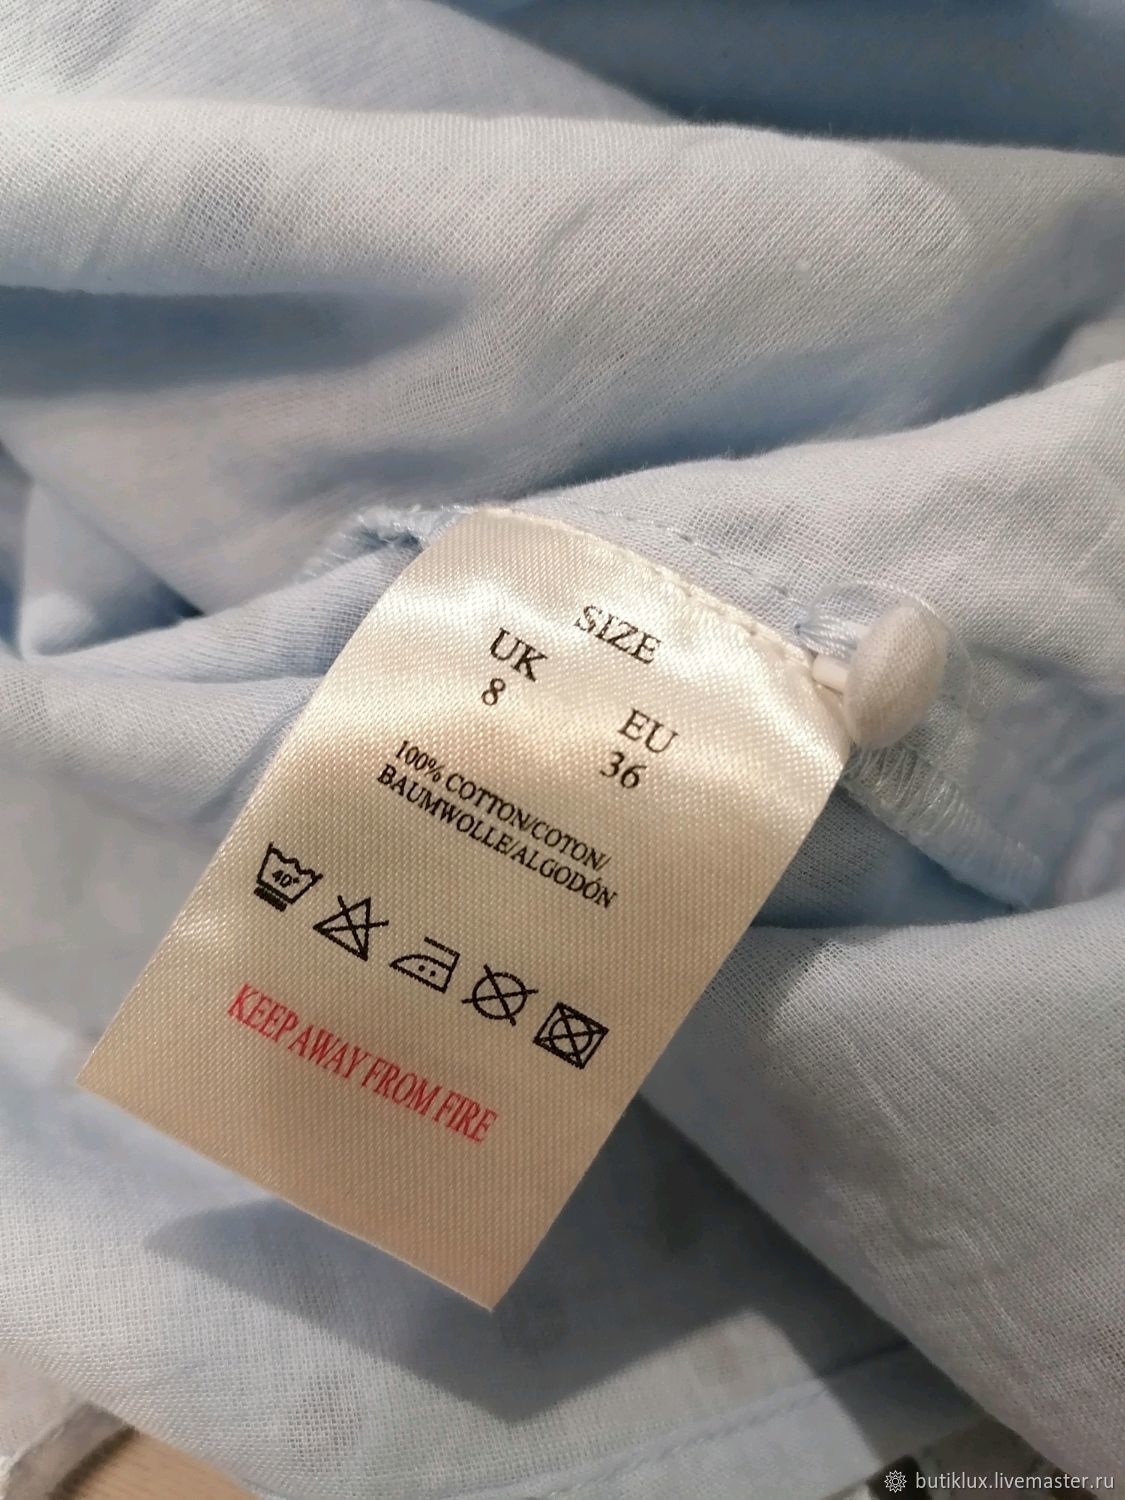 SIZE
UK EU
8 36
100% COTTON/COTON/
BAUMWOLLE/ALGODÓN
40°
KEEP AWAY FROM FIRE
butiklux.livemaster.ru